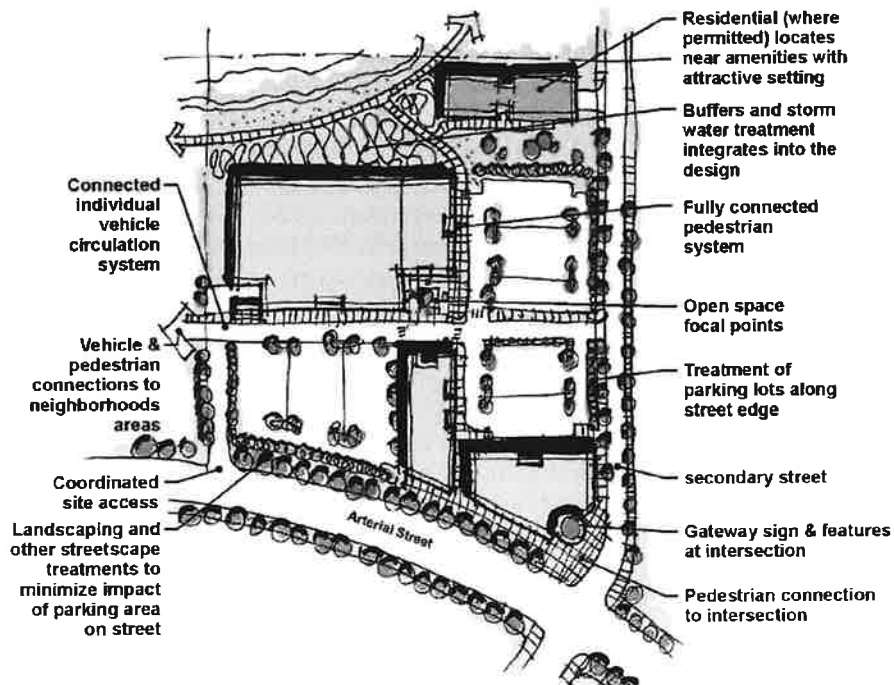 Residential (where
permitted) locates
near amenities with
attractive setting
Buffers and storm
water treatment
integrates into the
design
Connected
individual
vehicle
circulation
system
Fully connected
pedestrian
system
Open space
focal points
Vehicle &
pedestrian
connections to
neighborhoods
areas
Treatment of
parking lots along
street edge
Coordinated
site access
secondary street
Landscaping and
other streetscape
treatments to
minimize impact
of parking area
on street
Arterial Street
Gateway sign & features
at intersection
Pedestrian connection
to intersection